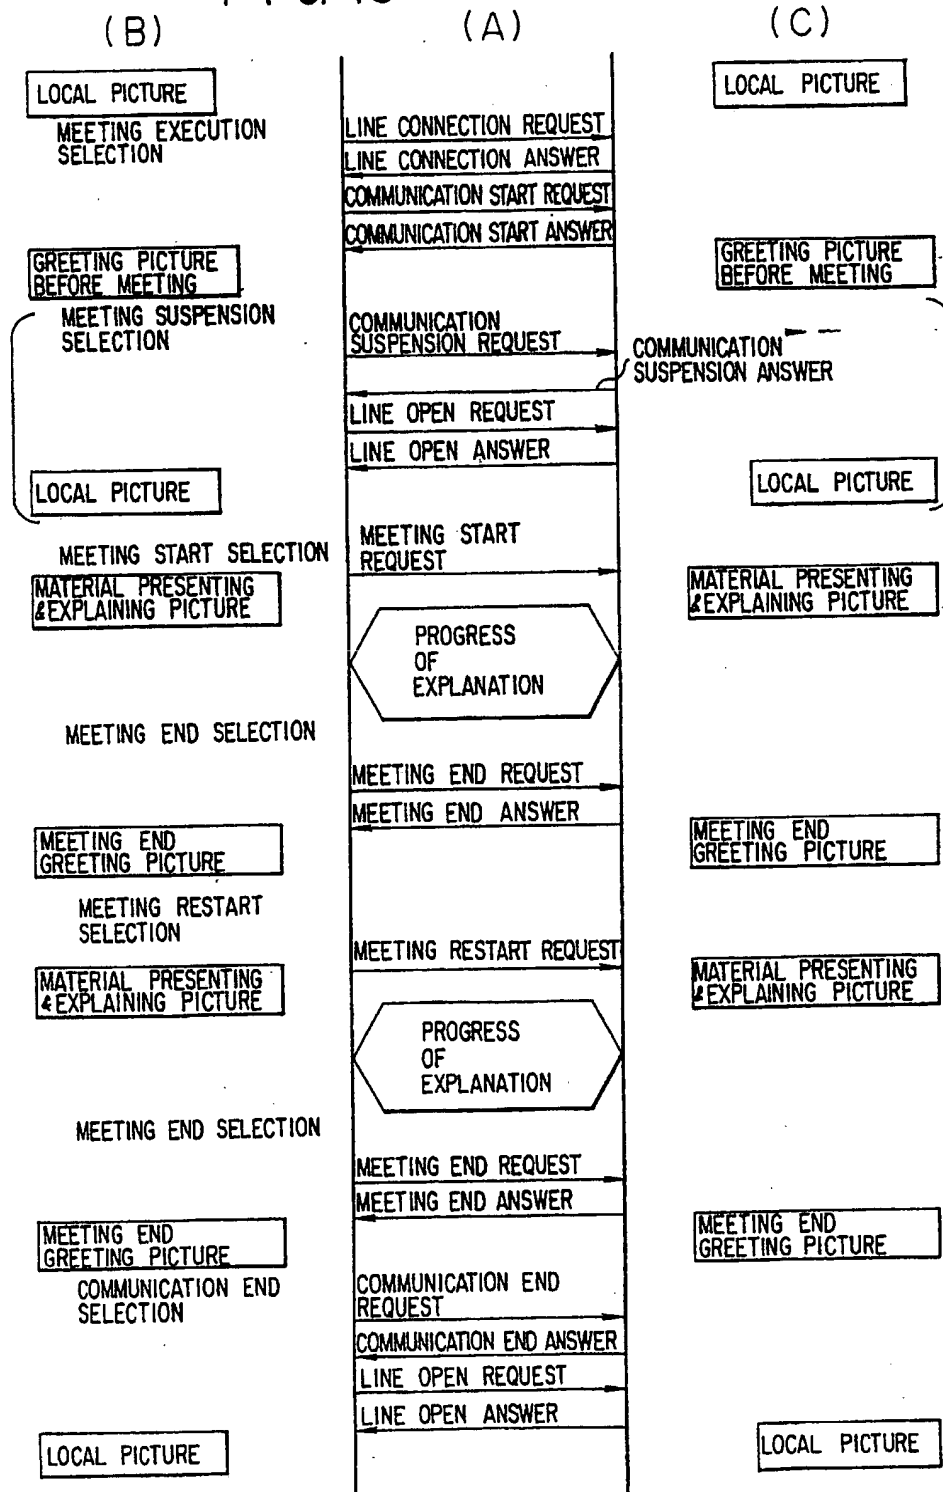 (B)
(A)
(C)
LOCAL PICTURE
LOCAL PICTURE
MEETING EXECUTION
SELECTION
LINE CONNECTION REQUEST
LINE CONNECTION ANSWER
COMMUNICATION START REQUEST
COMMUNICATION START ANSWER
GREETING PICTURE
BEFORE MEETING
GREETING PICTURE
BEFORE MEETING
MEETING SUSPENSION
SELECTION
COMMUNICATION
SUSPENSION REQUEST
COMMUNICATION
SUSPENSION ANSWER
LINE OPEN REQUEST
LINE OPEN ANSWER
LOCAL PICTURE
LOCAL PICTURE
MEETING START SELECTION
MEETING START
REQUEST
MATERIAL PRESENTING
&EXPLAINING PICTURE
MATERIAL PRESENTING
&EXPLAINING PICTURE
PROGRESS
OF
EXPLANATION
MEETING END SELECTION
MEETING END REQUEST
MEETING END ANSWER
MEETING END
GREETING PICTURE
MEETING END
GREETING PICTURE
MEETING RESTART
SELECTION
MEETING RESTART REQUEST
MATERIAL PRESENTING
&EXPLAINING PICTURE
MATERIAL PRESENTING
&EXPLAINING PICTURE
PROGRESS
OF
EXPLANATION
MEETING END SELECTION
MEETING END REQUEST
MEETING END ANSWER
MEETING END
GREETING PICTURE
MEETING END
GREETING PICTURE
COMMUNICATION END
SELECTION
COMMUNICATION END
REQUEST
COMMUNICATION END ANSWER
LINE OPEN REQUEST
LINE OPEN ANSWER
LOCAL PICTURE
LOCAL PICTURE